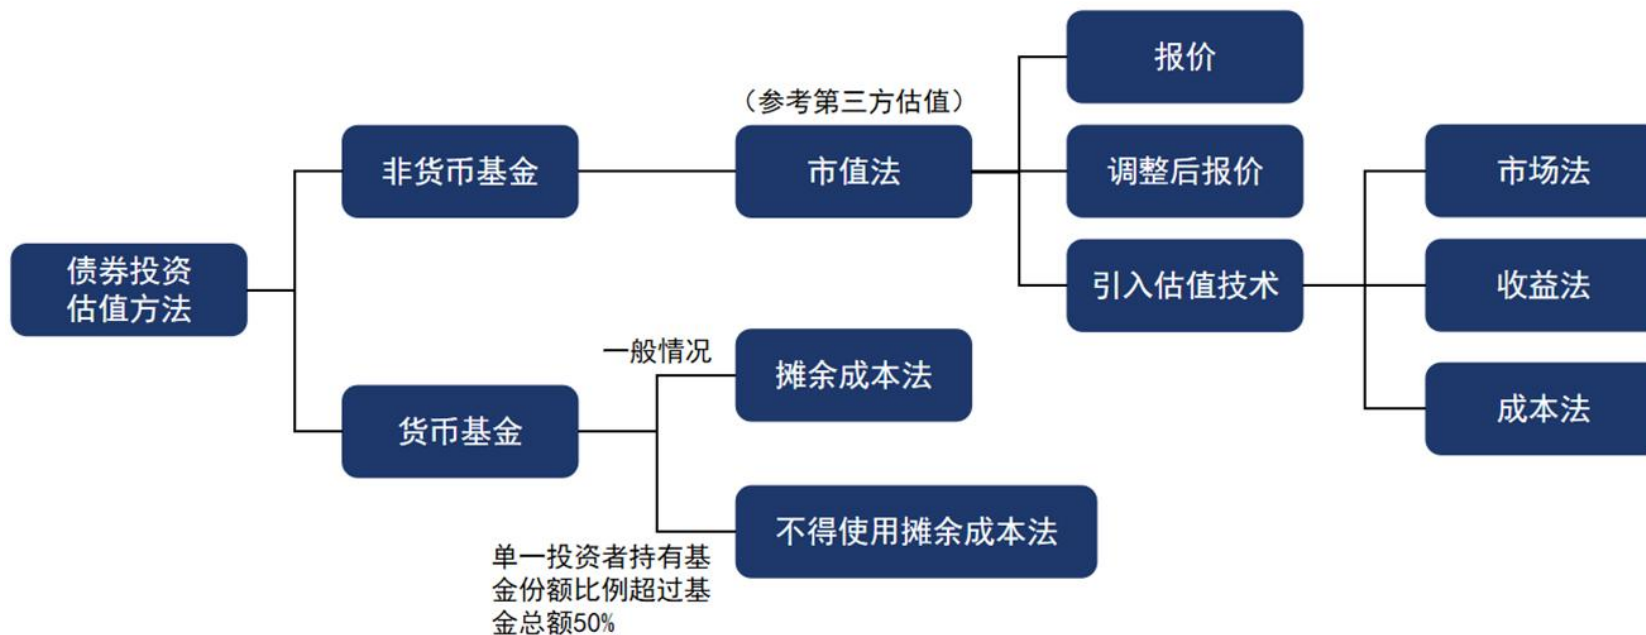 报价
（参考第三方估值）
非货币基金
市值法
调整后报价
市场法
债券投资
估值方法
引入估值技术
收益法
一般情况
摊余成本法
货币基金
成本法
不得使用摊余成本法
单一投资者持有基
金份额比例超过基
金总额50%